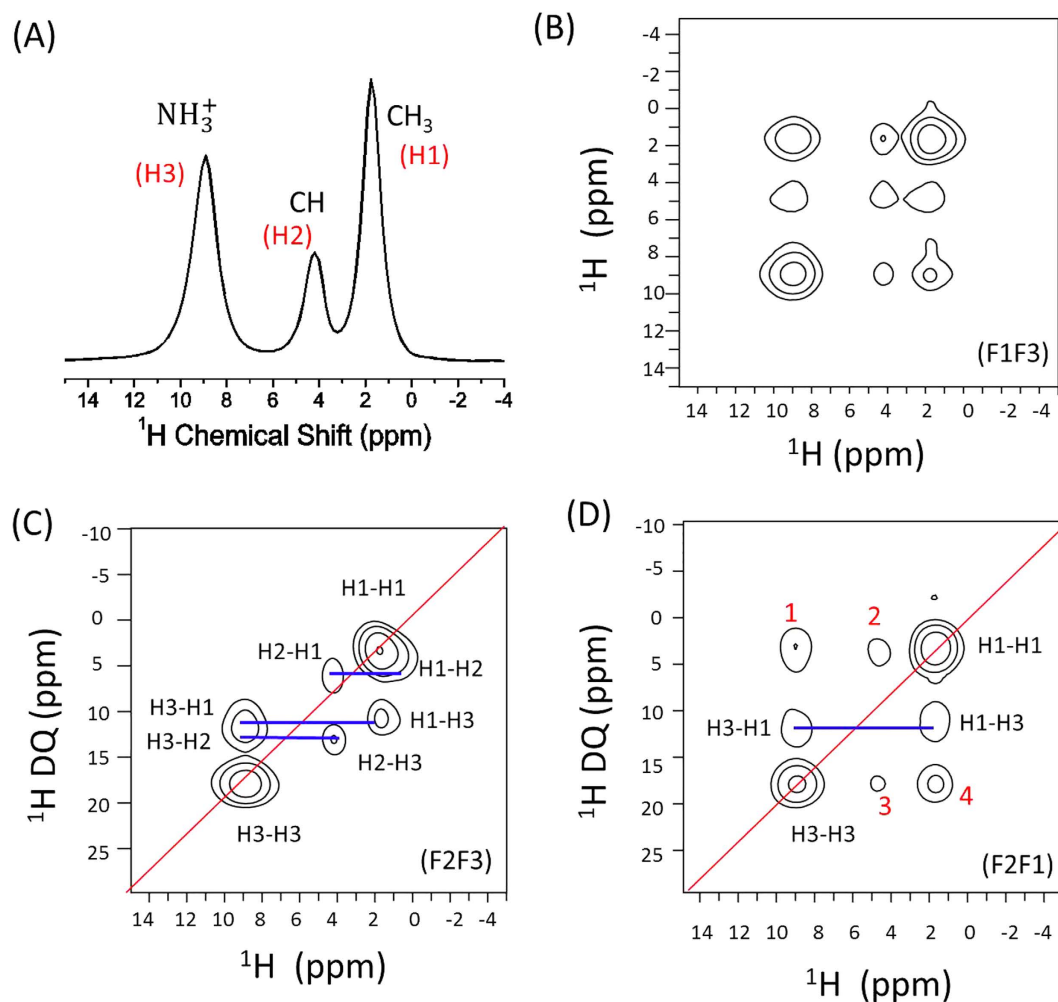 (A)
NH₃⁺
(H3)
CH
(H2)
CH₃
(H1)
14 12 10 8 6 4 2 0 -2 -4
¹H Chemical Shift (ppm)
(B)
-4
-2
0
2
4
6
8
10
12
14
¹H (ppm)
(F1F3)
14 12 10 8 6 4 2 0 -2 -4
¹H (ppm)
(C)
-10
-5
0
5
10
15
20
25
¹H DQ (ppm)
H1-H1
H2-H1
H1-H2
H3-H1
H1-H3
H3-H2
H2-H3
H3-H3
(F2F3)
14 12 10 8 6 4 2 0 -2 -4
¹H (ppm)
(D)
-10
-5
0
5
10
15
20
25
¹H DQ (ppm)
1
2
H1-H1
H3-H1
H1-H3
3
4
H3-H3
(F2F1)
14 12 10 8 6 4 2 0 -2 -4
¹H (ppm)